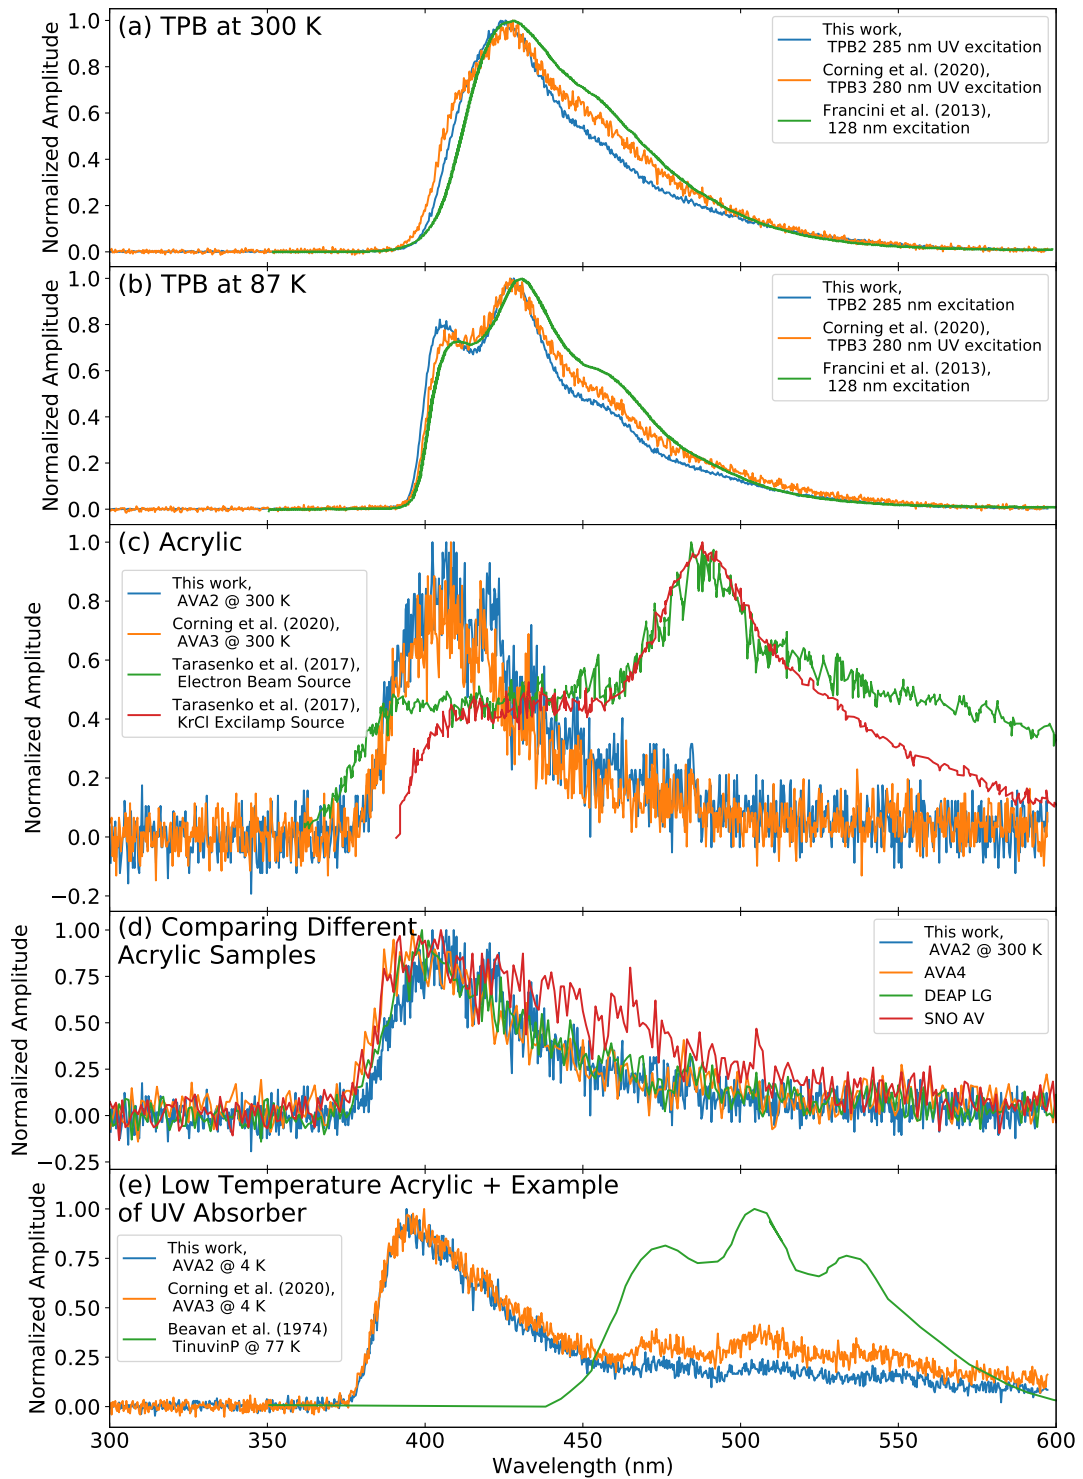 (a) TPB at 300 K
This work,
TPB2 285 nm UV excitation
Corning et al. (2020),
TPB3 280 nm UV excitation
Francini et al. (2013),
128 nm excitation
Normalized Amplitude
1.0
0.8
0.6
0.4
0.2
0.0
(b) TPB at 87 K
This work,
TPB2 285 nm excitation
Corning et al. (2020),
TPB3 280 nm UV excitation
Francini et al. (2013),
128 nm excitation
Normalized Amplitude
1.0
0.8
0.6
0.4
0.2
0.0
(c) Acrylic
This work,
AVA2 @ 300 K
Corning et al. (2020),
AVA3 @ 300 K
Tarasenko et al. (2017),
Electron Beam Source
Tarasenko et al. (2017),
KrCl Excilamp Source
Normalized Amplitude
1.0
0.8
0.6
0.4
0.2
0.0
−0.2
(d) Comparing Different
Acrylic Samples
This work,
AVA2 @ 300 K
AVA4
DEAP LG
SNO AV
Normalized Amplitude
1.00
0.75
0.50
0.25
0.00
−0.25
(e) Low Temperature Acrylic + Example
of UV Absorber
This work,
AVA2 @ 4 K
Corning et al. (2020),
AVA3 @ 4 K
Beavan et al. (1974)
TinuvinP @ 77 K
Normalized Amplitude
1.00
0.75
0.50
0.25
0.00
300 350 400 450 500 550 600
Wavelength (nm)